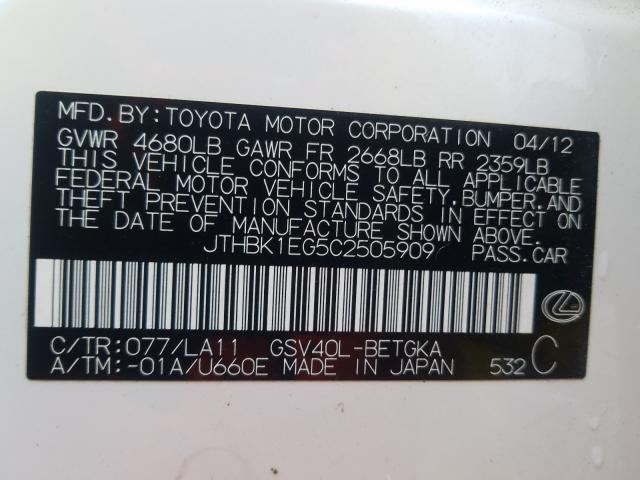 MFD. BY: TOYOTA MOTOR CORPORATION 04/12
GVWR 4680LB GAWR FR 2668LB RR 2359LB
THIS VEHICLE CONFORMS TO ALL APPLICABLE
FEDERAL MOTOR VEHICLE SAFETY, BUMPER, AND
THEFT PREVENTION STANDARDS IN EFFECT ON
THE DATE OF MANUFACTURE SHOWN ABOVE.
JTHBK1EG5C2505909 PASS.CAR
C/TR: 077/LA11 GSV40L-BETGKA
A/TM: -01A/U660E MADE IN JAPAN 532 C